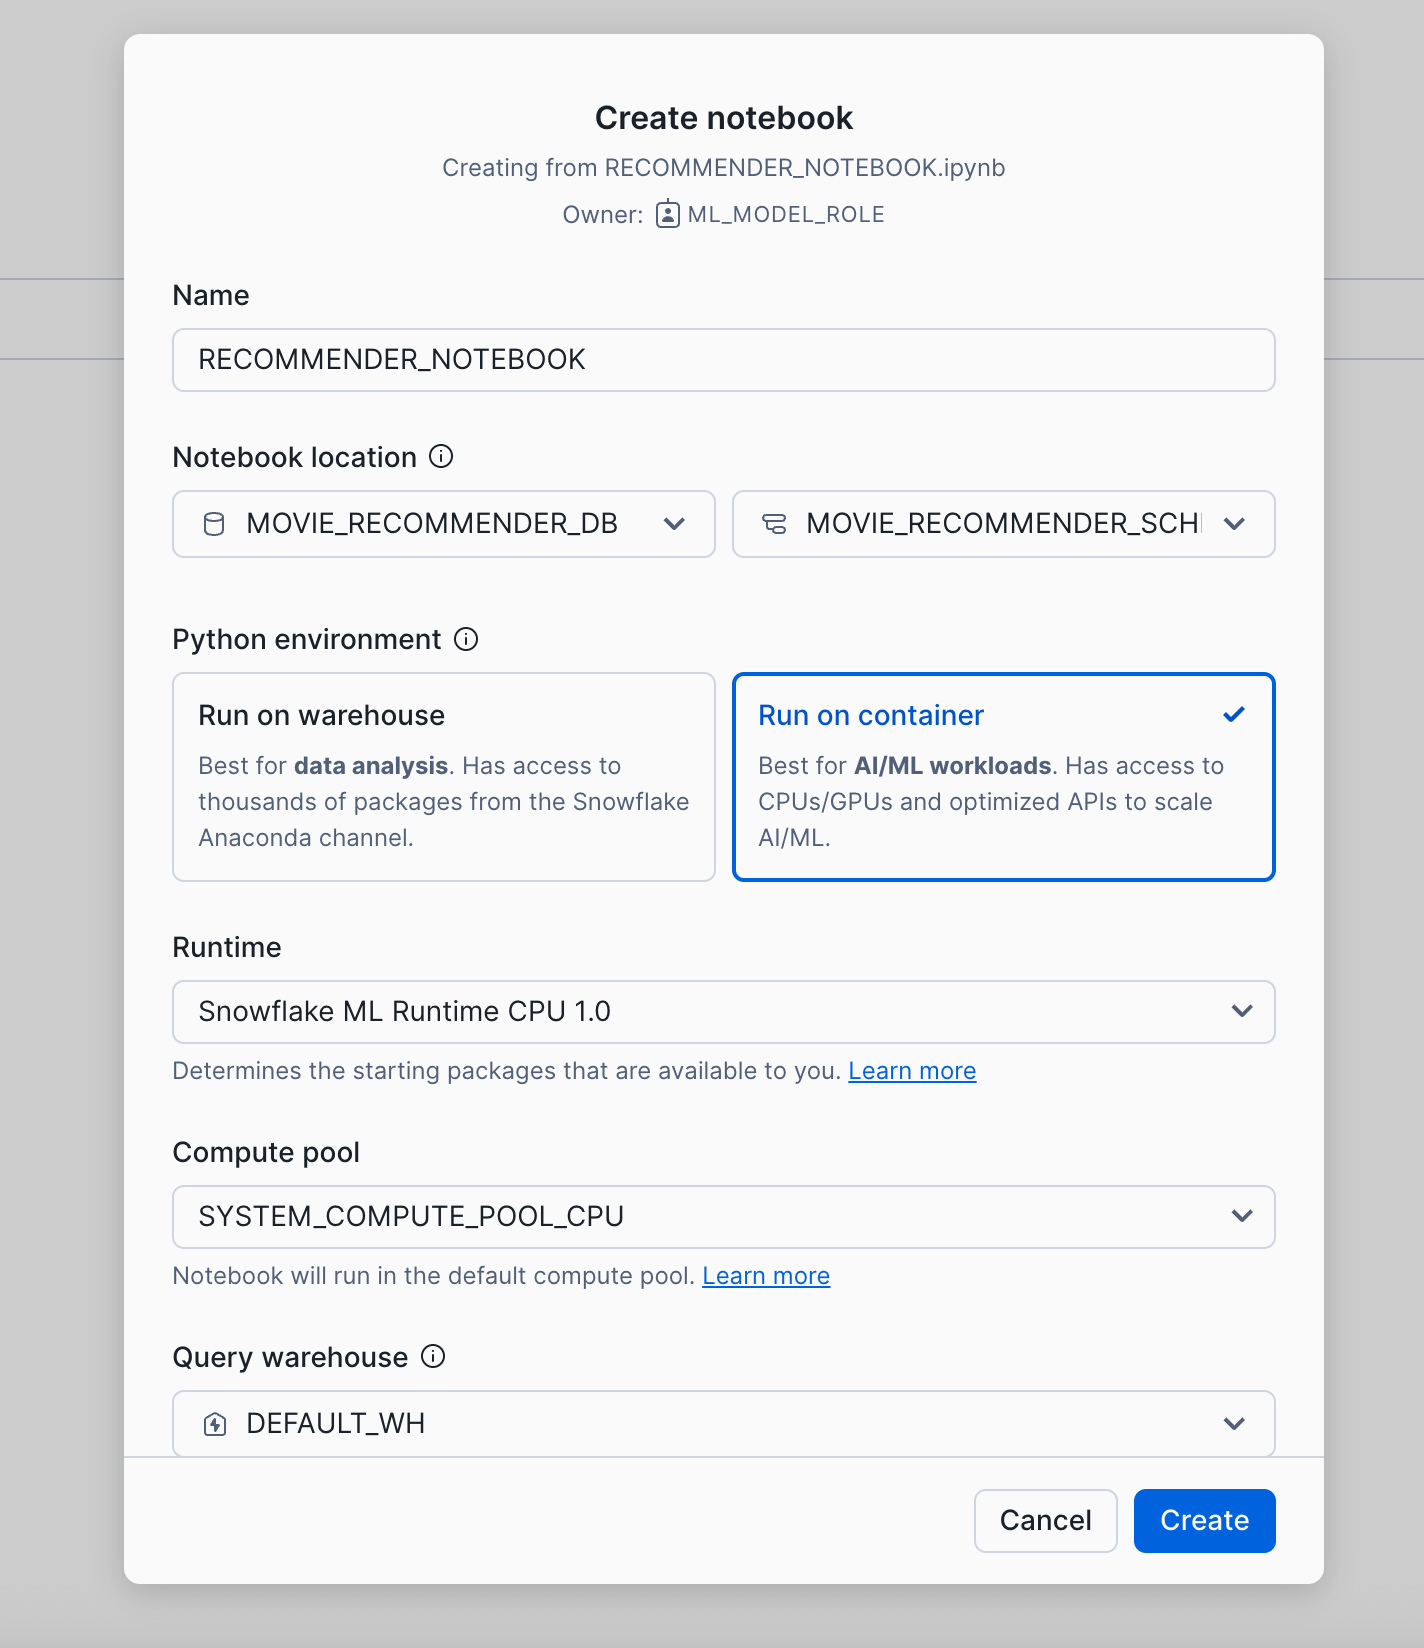 Create notebook
Creating from RECOMMENDER_NOTEBOOK.ipynb
Owner: ML_MODEL_ROLE
Name
RECOMMENDER_NOTEBOOK
Notebook location
MOVIE_RECOMMENDER_DB
MOVIE_RECOMMENDER_SCH
Python environment
Run on warehouse
Best for data analysis. Has access to
thousands of packages from the Snowflake
Anaconda channel.
Run on container
Best for AI/ML workloads. Has access to
CPUs/GPUs and optimized APIs to scale
AI/ML.
Runtime
Snowflake ML Runtime CPU 1.0
Determines the starting packages that are available to you. Learn more
Compute pool
SYSTEM_COMPUTE_POOL_CPU
Notebook will run in the default compute pool. Learn more
Query warehouse
DEFAULT_WH
Cancel
Create